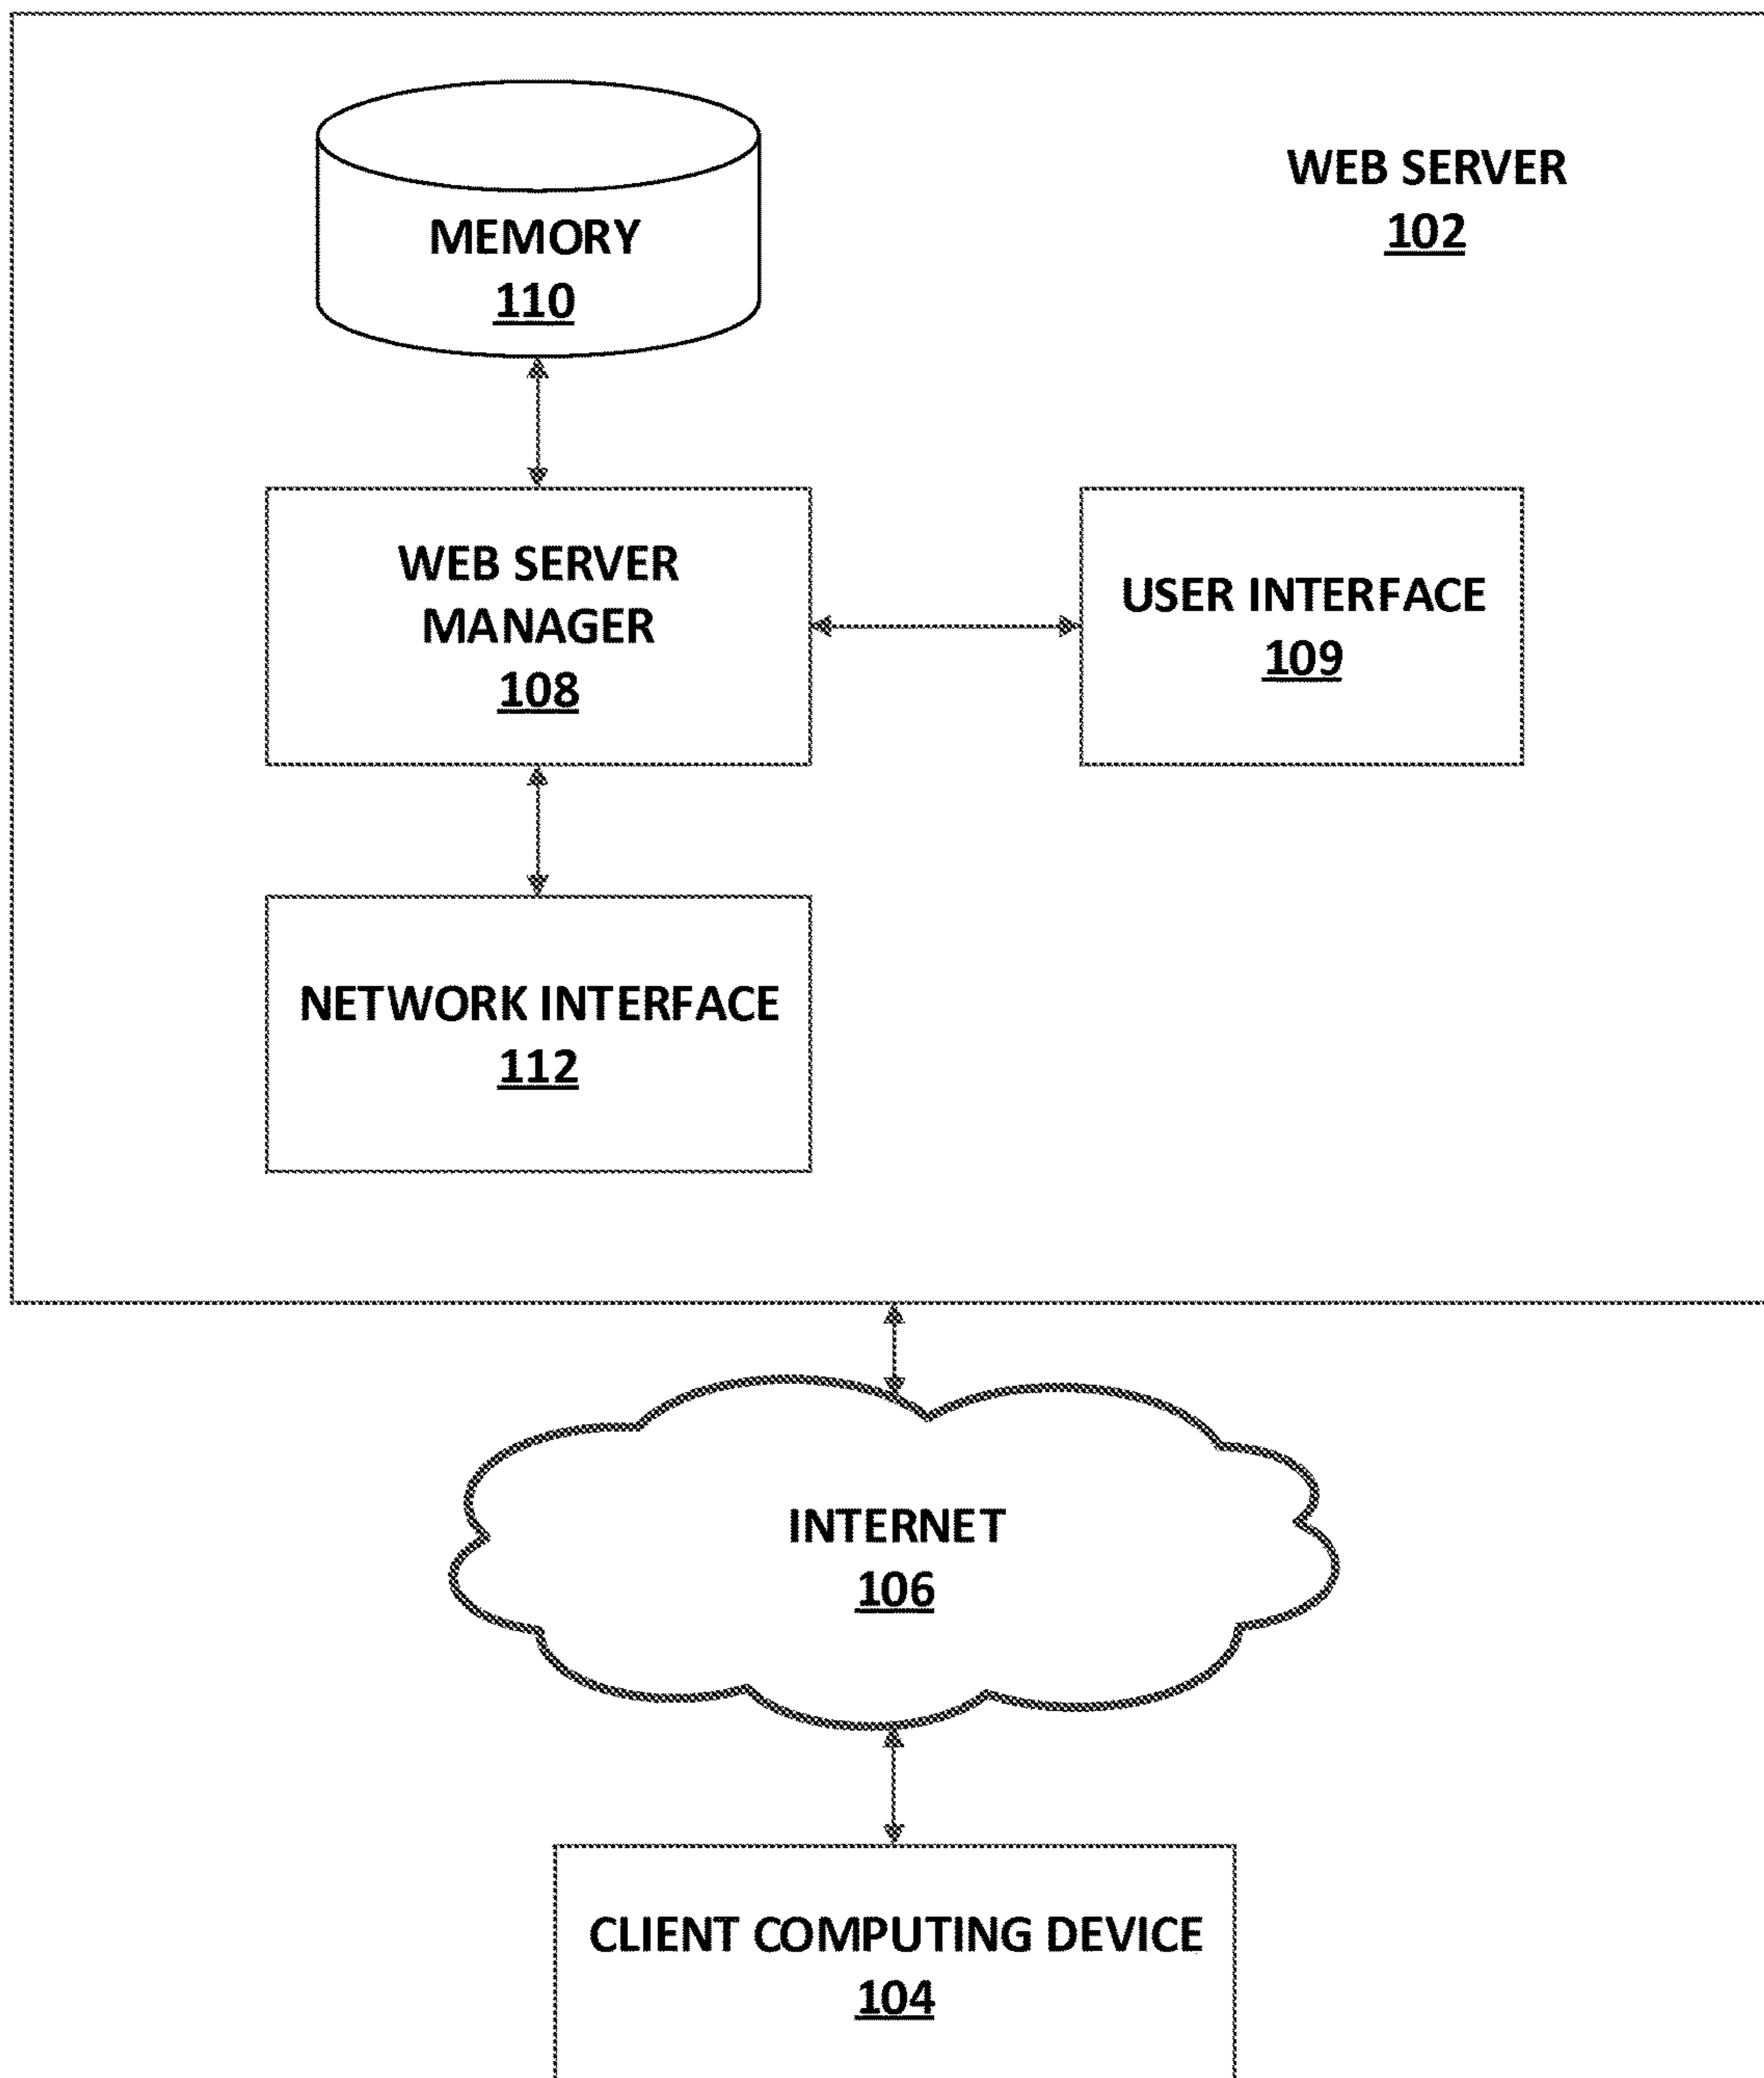 MEMORY
110
WEB SERVER
102
WEB SERVER
MANAGER
108
USER INTERFACE
109
NETWORK INTERFACE
112
INTERNET
106
CLIENT COMPUTING DEVICE
104